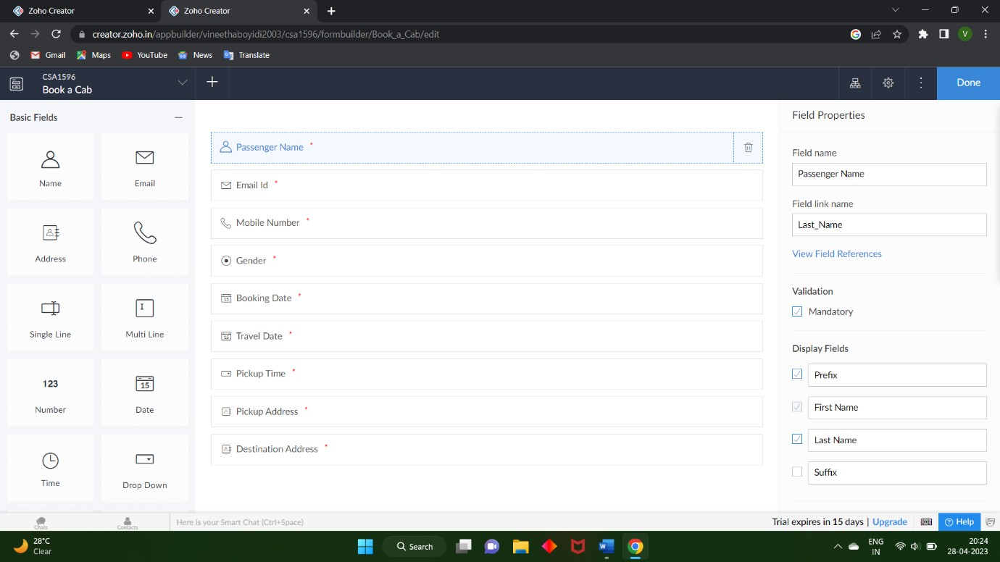 Zoho Creator
Zoho Creator
creator.zoho.in/appbuilder/vineethaboyidi2003/csa1596/formbuilder/Book_a_Cab/edit
V
Gmail Maps YouTube News Translate
CSA1596
Book a Cab
Done
Basic Fields
Name Email
Address Phone
Single Line Multi Line
123 15
Number Date
Time Drop Down
Passenger Name *
Email Id *
Mobile Number *
Gender *
Booking Date *
Travel Date *
Pickup Time *
Pickup Address *
Destination Address *
Field Properties
Field name
Passenger Name
Field link name
Last_Name
View Field References
Validation
Mandatory
Display Fields
Prefix
First Name
Last Name
Suffix
Chats Contacts Here is your Smart Chat (Ctrl+Space) Trial expires in 15 days | Upgrade Help
28°C
Clear
Search
ENG
IN
20:24
28-04-2023